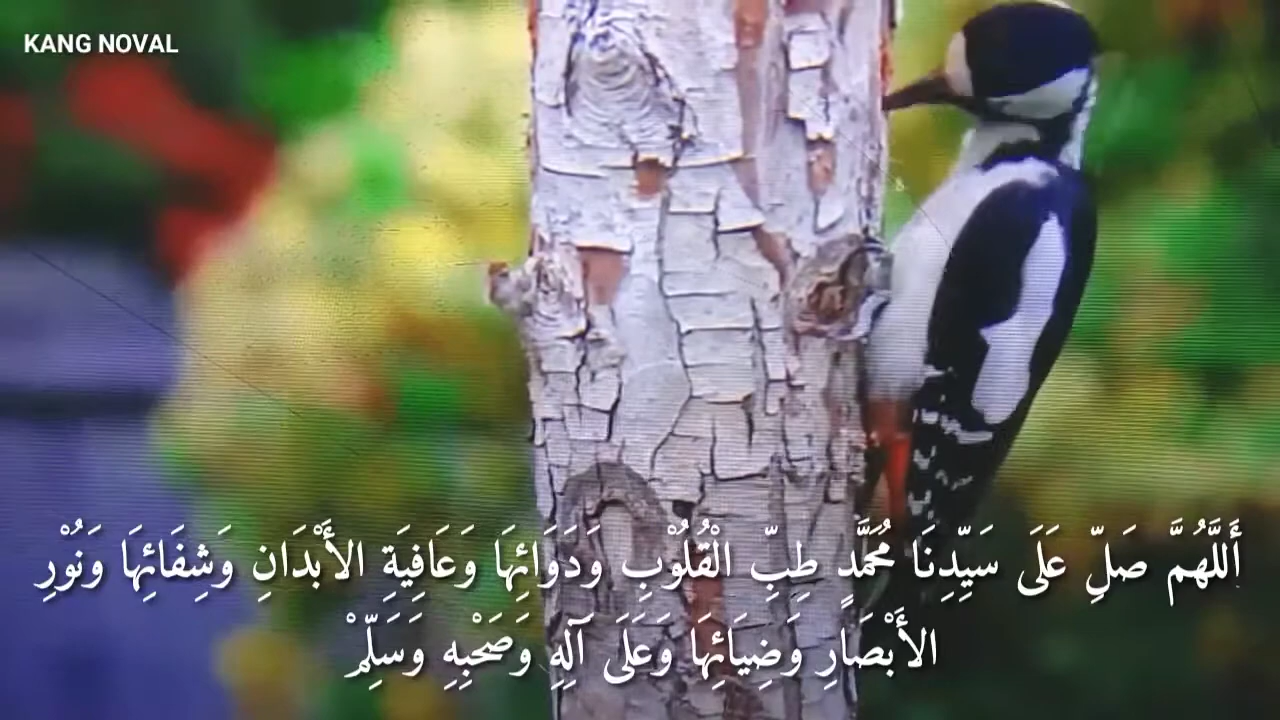 KANG NOVAL
أَللَّهُمَّ صَلِّ عَلَى سَيِّدِنَا مُحَمَّدٍ طِبِّ الْقُلُوْبِ وَدَوَائِهَا وَعَافِيَةِ الأَبْدَانِ وَشِفَائِهَا وَنُوْرِ
الأَبْصَارِ وَضِيَائِهَا وَعَلَى آلِهِ وَصَحْبِهِ وَسَلِّمْ